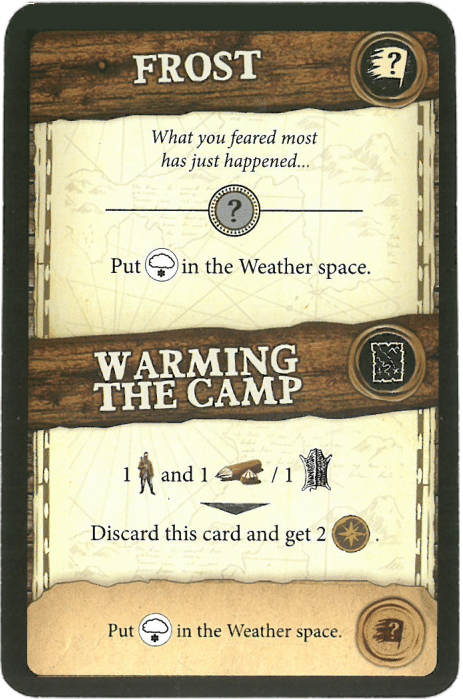 FROST
?
What you feared most
has just happened...
?
Put in the Weather space.
WARMING
THE CAMP
1 and 1 / 1
Discard this card and get 2 .
Put in the Weather space.
?